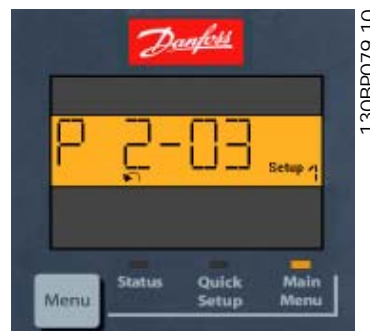 Danfoss
P 2-03
Setup 1
Status Quick Setup Main Menu
Menu
130BP079.10